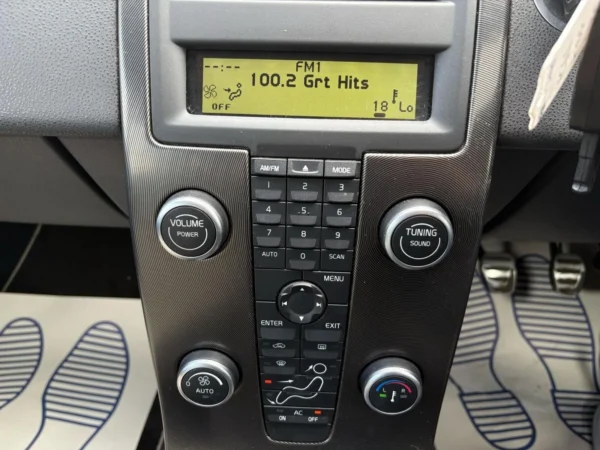 --:-- FM1
100.2 Grt Hits
OFF 18 Lo
AM/FM MODE
1 2 3
4 .5. 6
7 8 9
AUTO 0 SCAN
VOLUME
POWER
TUNING
SOUND
MENU
ENTER EXIT
AUTO
L R
AC
ON OFF